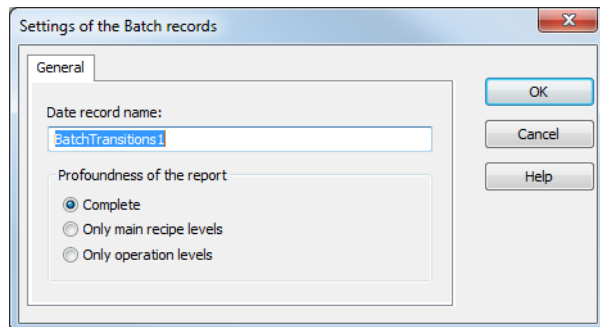 Settings of the Batch records
General
Date record name:
BatchTransitions1
Profoundness of the report
Complete
Only main recipe levels
Only operation levels
OK
Cancel
Help